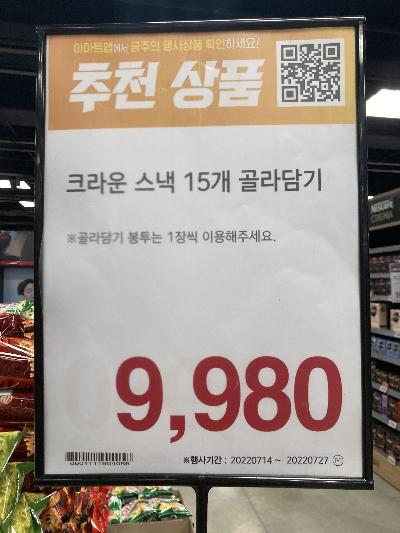 이마트앱에서 금주의 행사상품 확인하세요!
추천 상품
크라운 스낵 15개 골라담기
※골라담기 봉투는 1장씩 이용해주세요.
9,980
※행사기간 : 20220714 ~ 20220727
NESCAFE
CREMA